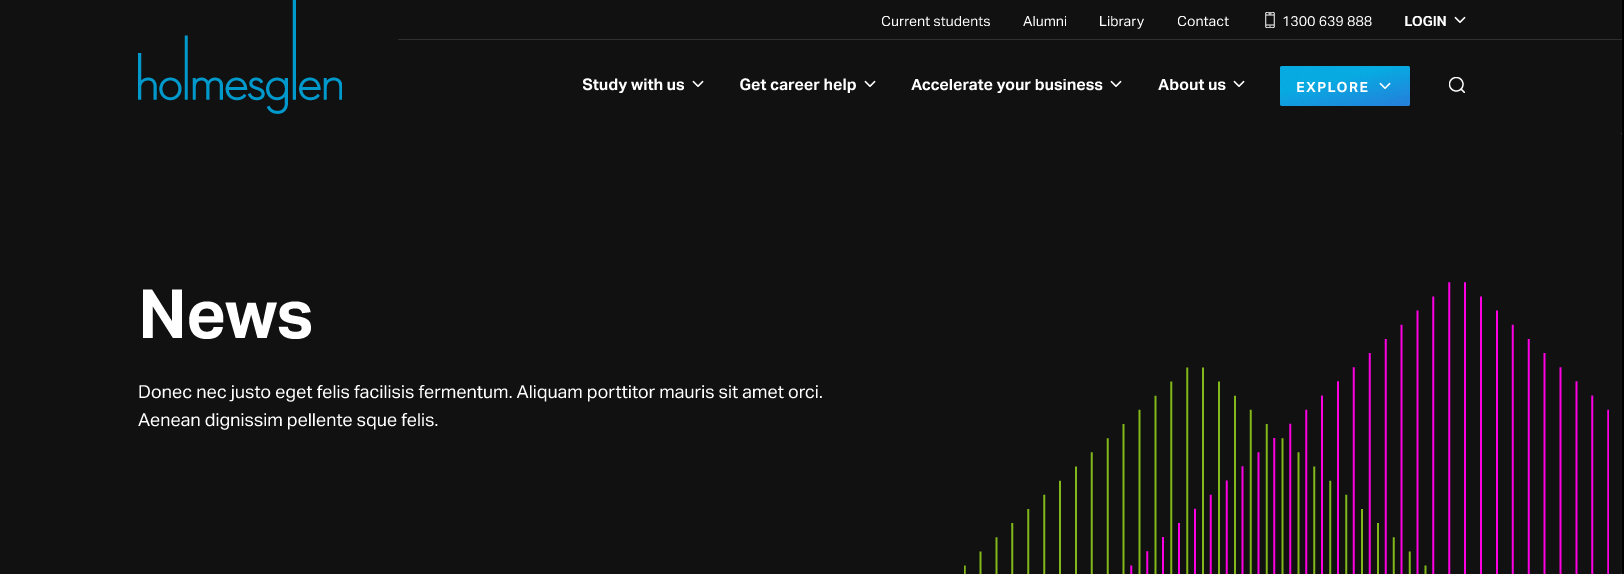 Current students Alumni Library Contact 1300 639 888 LOGIN
holmesglen
Study with us Get career help Accelerate your business About us EXPLORE
News
Donec nec justo eget felis facilisis fermentum. Aliquam porttitor mauris sit amet orci.
Aenean dignissim pellente sque felis.